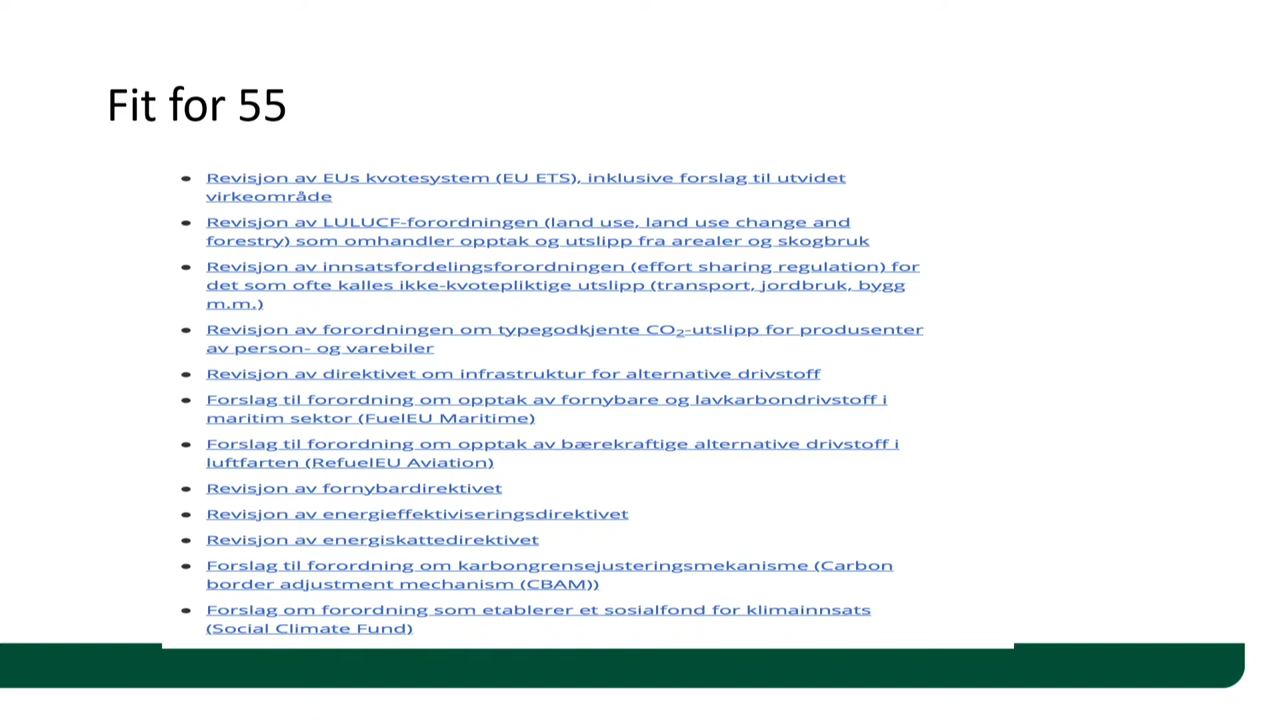 Fit for 55
• Revisjon av EUs kvotesystem (EU ETS), inklusive forslag til utvidet
virkeområde
• Revisjon av LULUCF-forordningen (land use, land use change and
forestry) som omhandler opptak og utslipp fra arealer og skogbruk
• Revisjon av innsatsfordelingsforordningen (effort sharing regulation) for
det som ofte kalles ikke-kvotepliktige utslipp (transport, jordbruk, bygg
m.m.)
• Revisjon av forordningen om typegodkjente CO₂-utslipp for produsenter
av person- og varebiler
• Revisjon av direktivet om infrastruktur for alternative drivstoff
• Forslag til forordning om opptak av fornybare og lavkarbondrivstoff i
maritim sektor (FuelEU Maritime)
• Forslag til forordning om opptak av bærekraftige alternative drivstoff i
luftfarten (RefuelEU Aviation)
• Revisjon av fornybardirektivet
• Revisjon av energieffektiviseringsdirektivet
• Revisjon av energiskattedirektivet
• Forslag til forordning om karbongrensejusteringsmekanisme (Carbon
border adjustment mechanism (CBAM))
• Forslag om forordning som etablerer et sosialfond for klimainnsats
(Social Climate Fund)